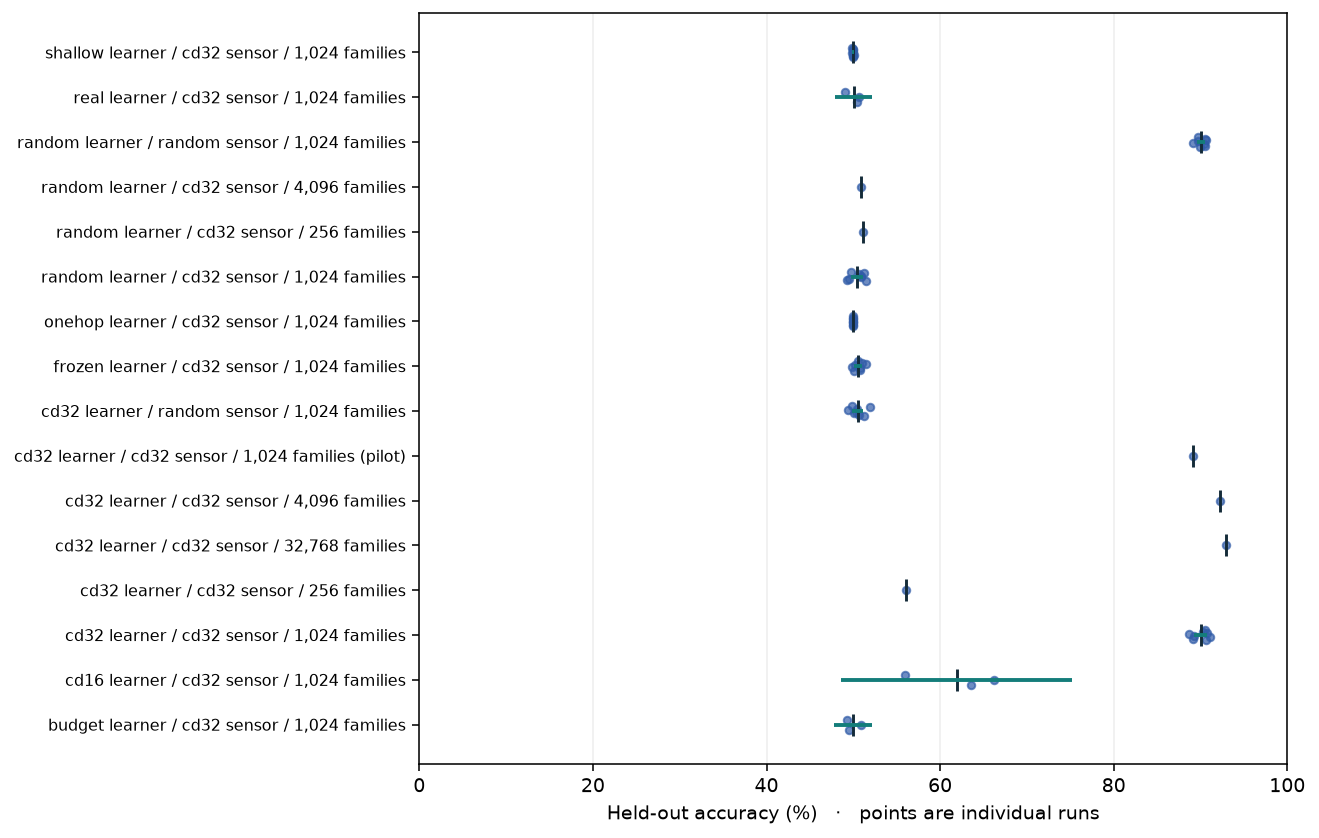 shallow learner / cd32 sensor / 1,024 families
real learner / cd32 sensor / 1,024 families
random learner / random sensor / 1,024 families
random learner / cd32 sensor / 4,096 families
random learner / cd32 sensor / 256 families
random learner / cd32 sensor / 1,024 families
onehop learner / cd32 sensor / 1,024 families
frozen learner / cd32 sensor / 1,024 families
cd32 learner / random sensor / 1,024 families
cd32 learner / cd32 sensor / 1,024 families (pilot)
cd32 learner / cd32 sensor / 4,096 families
cd32 learner / cd32 sensor / 32,768 families
cd32 learner / cd32 sensor / 256 families
cd32 learner / cd32 sensor / 1,024 families
cd16 learner / cd32 sensor / 1,024 families
budget learner / cd32 sensor / 1,024 families
0 20 40 60 80 100
Held-out accuracy (%) · points are individual runs